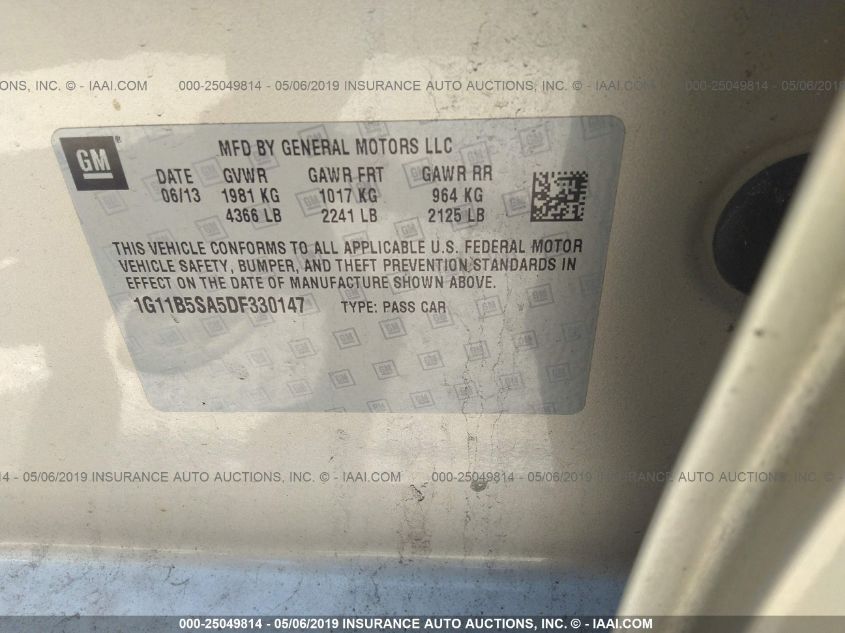 NS, INC. © - IAAI.COM 000-25049814 - 05/06/2019 INSURANCE AUTO AUCTIONS, INC. © - IAAI.COM 000-25049814 - 05/06/2019 INSURANCE AUTO AUCTIONS,
GM®
MFD BY GENERAL MOTORS LLC
DATE GVWR GAWR FRT GAWR RR
06/13 1981 KG 1017 KG 964 KG
4366 LB 2241 LB 2125 LB
THIS VEHICLE CONFORMS TO ALL APPLICABLE U.S. FEDERAL MOTOR
VEHICLE SAFETY, BUMPER, AND THEFT PREVENTION STANDARDS IN
EFFECT ON THE DATE OF MANUFACTURE SHOWN ABOVE.
1G11B5SA5DF330147 TYPE: PASS CAR
14 - 05/06/2019 INSURANCE AUTO AUCTIONS, INC. © - IAAI.COM 000-25049814 - 05/06/2019 INSURANCE AUTO AUCTIONS, INC. © - IAAI.COM
000-25049814 - 05/06/2019 INSURANCE AUTO AUCTIONS, INC. © - IAAI.COM